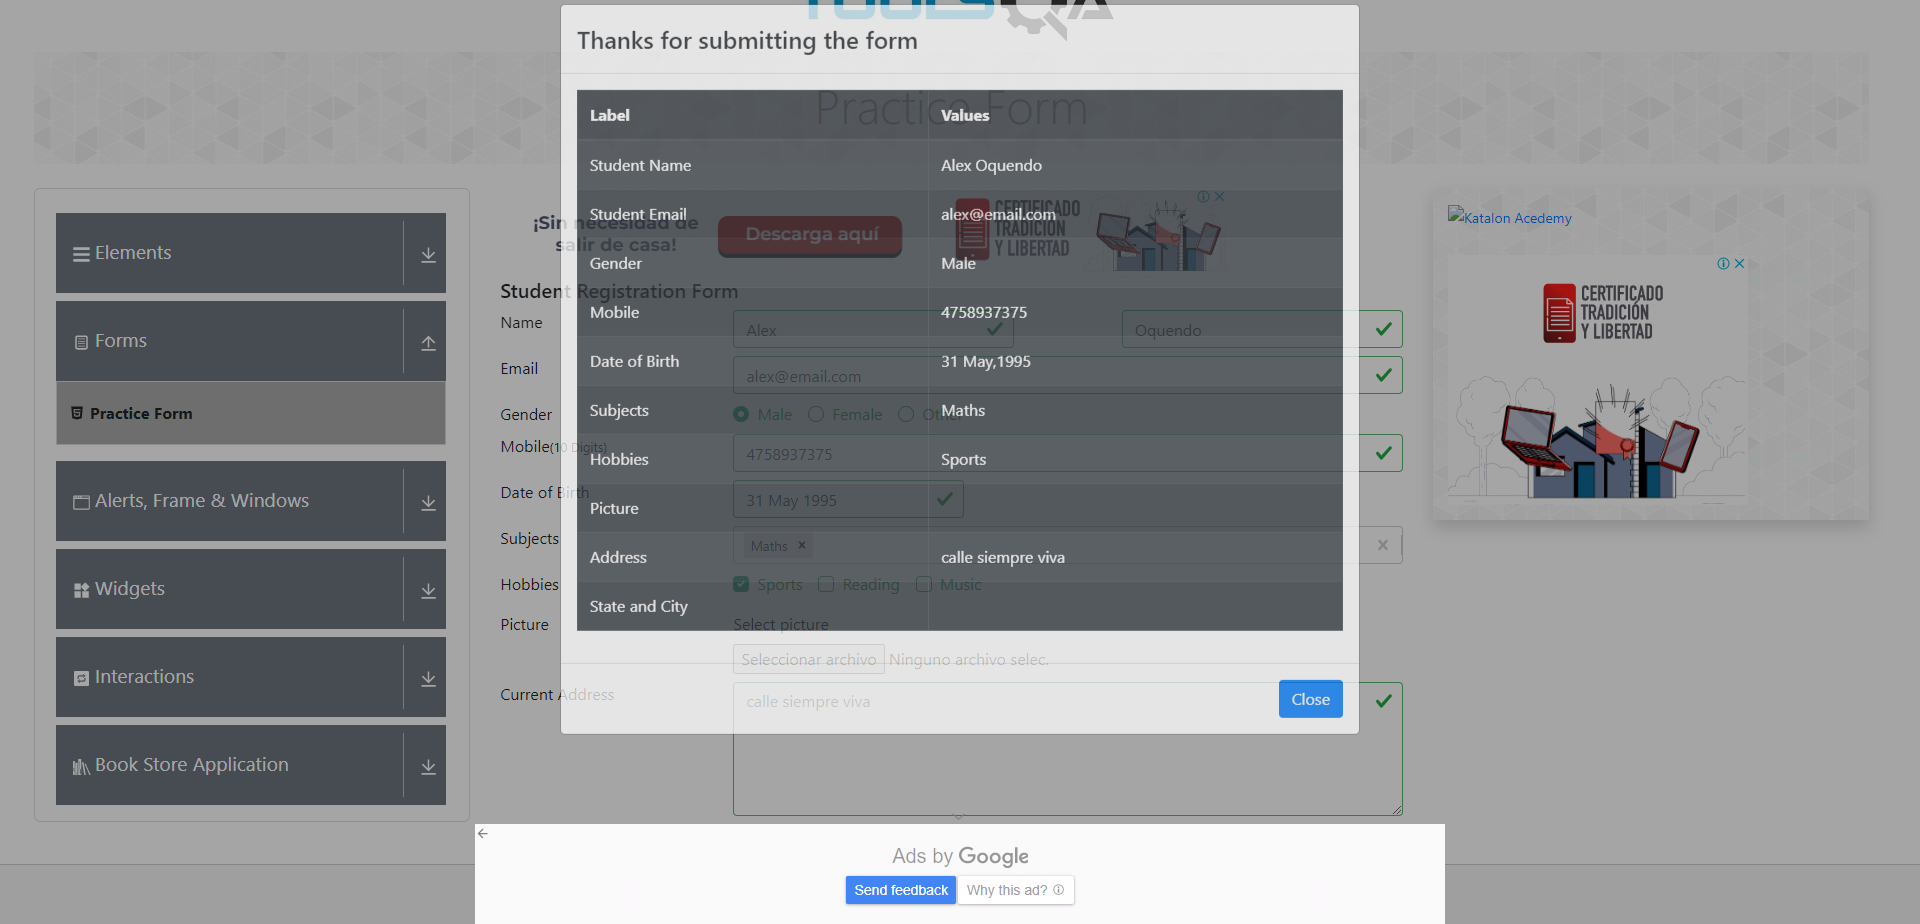 TOOLSQA
Thanks for submitting the form
Practice Form
Label Values
Student Name Alex Oquendo
Student Email alex@email.com
Gender Male
Mobile 4758937375
Date of Birth 31 May,1995
Subjects Maths
Hobbies Sports
Picture
Address calle siempre viva
State and City
Close
Elements
Forms
Practice Form
Alerts, Frame & Windows
Widgets
Interactions
Book Store Application
¡Sin necesidad de
salir de casa!
Descarga aquí
CERTIFICADO
TRADICIÓN
Y LIBERTAD
Student Registration Form
Name Alex Oquendo
Email alex@email.com
Gender Male Female
Mobile(10 Digits) 4758937375
Date of Birth 31 May 1995
Subjects Maths ×
Hobbies Sports Reading Music
Picture Select picture
Seleccionar archivo Ninguno archivo selec.
Current Address calle siempre viva
Katalon Acedemy
CERTIFICADO
TRADICIÓN
Y LIBERTAD
Ads by Google
Send feedback Why this ad?